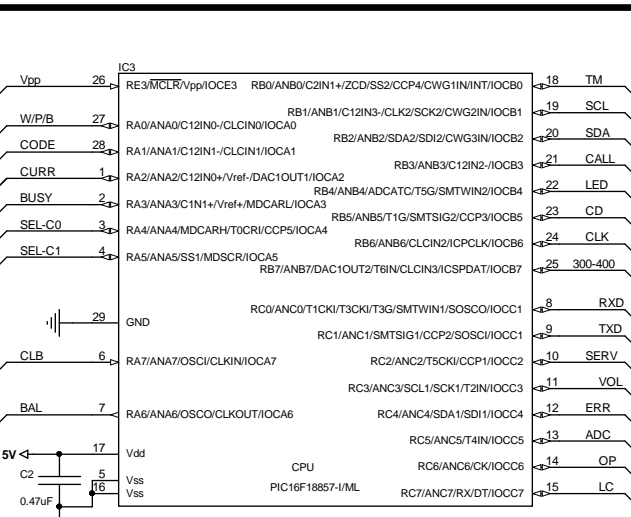 IC3
Vpp 26 RE3/MCLR/Vpp/IOCE3 RB0/ANB0/C2IN1+/ZCD/SS2/CCP4/CWG1IN/INT/IOCB0 18 TM
RB1/ANB1/C12IN3-/CLK2/SCK2/CWG2IN/IOCB1 19 SCL
W/P/B 27 RA0/ANA0/C12IN0-/CLCIN0/IOCA0
RB2/ANB2/SDA2/SDI2/CWG3IN/IOCB2 20 SDA
CODE 28 RA1/ANA1/C12IN1-/CLCIN1/IOCA1
RB3/ANB3/C12IN2-/IOCB3 21 CALL
CURR 1 RA2/ANA2/C12IN0+/Vref-/DAC1OUT1/IOCA2
RB4/ANB4/ADCATC/T5G/SMTWIN2/IOCB4 22 LED
BUSY 2 RA3/ANA3/C1N1+/Vref+/MDCARL/IOCA3
RB5/ANB5/T1G/SMTSIG2/CCP3/IOCB5 23 CD
SEL-C0 3 RA4/ANA4/MDCARH/T0CRI/CCP5/IOCA4
RB6/ANB6/CLCIN2/ICPCLK/IOCB6 24 CLK
SEL-C1 4 RA5/ANA5/SS1/MDSCR/IOCA5
RB7/ANB7/DAC1OUT2/T6IN/CLCIN3/ICSPDAT/IOCB7 25 300-400
RC0/ANC0/T1CKI/T3CKI/T3G/SMTWIN1/SOSCO/IOCC1 8 RXD
29 GND
RC1/ANC1/SMTSIG1/CCP2/SOSCI/IOCC1 9 TXD
CLB 6 RA7/ANA7/OSCI/CLKIN/IOCA7 RC2/ANC2/T5CKI/CCP1/IOCC2 10 SERV
RC3/ANC3/SCL1/SCK1/T2IN/IOCC3 11 VOL
BAL 7 RA6/ANA6/OSCO/CLKOUT/IOCA6 RC4/ANC4/SDA1/SDI1/IOCC4 12 ERR
RC5/ANC5/T4IN/IOCC5 13 ADC
5V 17 Vdd
RC6/ANC6/CK/IOCC6 14 OP
C2 5 Vss CPU
16 Vss PIC16F18857-I/ML RC7/ANC7/RX/DT/IOCC7 15 LC
0.47uF